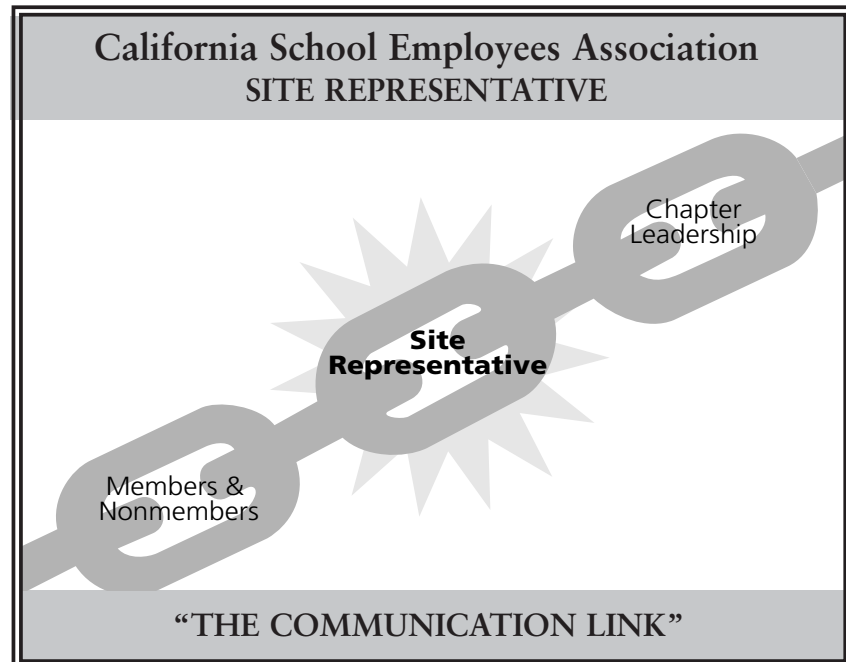 California School Employees Association
SITE REPRESENTATIVE
Chapter
Leadership
Site
Representative
Members &
Nonmembers
“THE COMMUNICATION LINK”